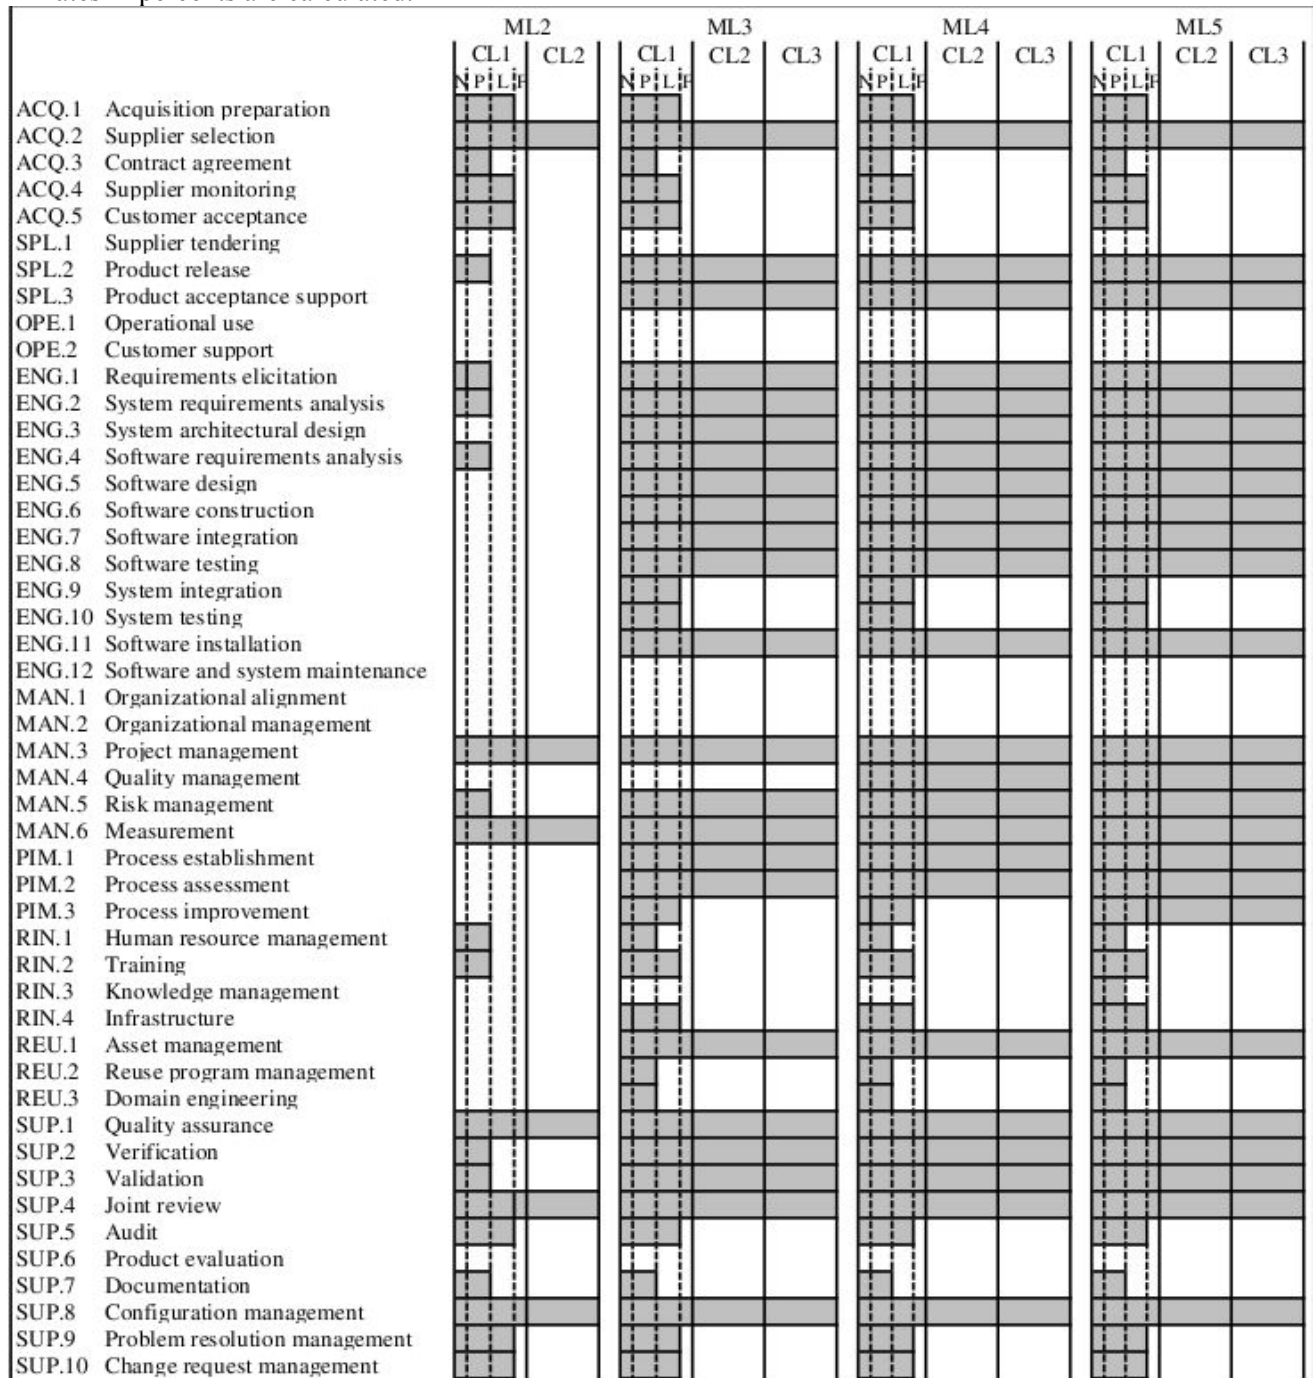 ML2 ML3 ML4 ML5
CL1 CL2 CL1 CL2 CL3 CL1 CL2 CL3 CL1 CL2 CL3
N P L F N P L F N P L F N P L F
ACQ.1 Acquisition preparation
ACQ.2 Supplier selection
ACQ.3 Contract agreement
ACQ.4 Supplier monitoring
ACQ.5 Customer acceptance
SPL.1 Supplier tendering
SPL.2 Product release
SPL.3 Product acceptance support
OPE.1 Operational use
OPE.2 Customer support
ENG.1 Requirements elicitation
ENG.2 System requirements analysis
ENG.3 System architectural design
ENG.4 Software requirements analysis
ENG.5 Software design
ENG.6 Software construction
ENG.7 Software integration
ENG.8 Software testing
ENG.9 System integration
ENG.10 System testing
ENG.11 Software installation
ENG.12 Software and system maintenance
MAN.1 Organizational alignment
MAN.2 Organizational management
MAN.3 Project management
MAN.4 Quality management
MAN.5 Risk management
MAN.6 Measurement
PIM.1 Process establishment
PIM.2 Process assessment
PIM.3 Process improvement
RIN.1 Human resource management
RIN.2 Training
RIN.3 Knowledge management
RIN.4 Infrastructure
REU.1 Asset management
REU.2 Reuse program management
REU.3 Domain engineering
SUP.1 Quality assurance
SUP.2 Verification
SUP.3 Validation
SUP.4 Joint review
SUP.5 Audit
SUP.6 Product evaluation
SUP.7 Documentation
SUP.8 Configuration management
SUP.9 Problem resolution management
SUP.10 Change request management